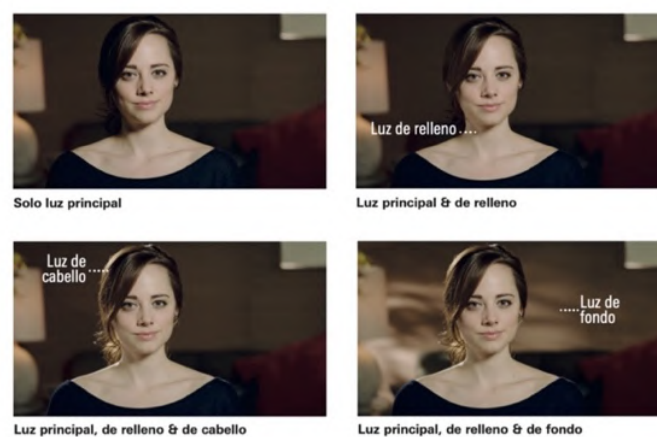 Luz de relleno
Solo luz principal
Luz principal & de relleno
Luz de
cabello
Luz de
fondo
Luz principal, de relleno & de cabello
Luz principal, de relleno & de fondo